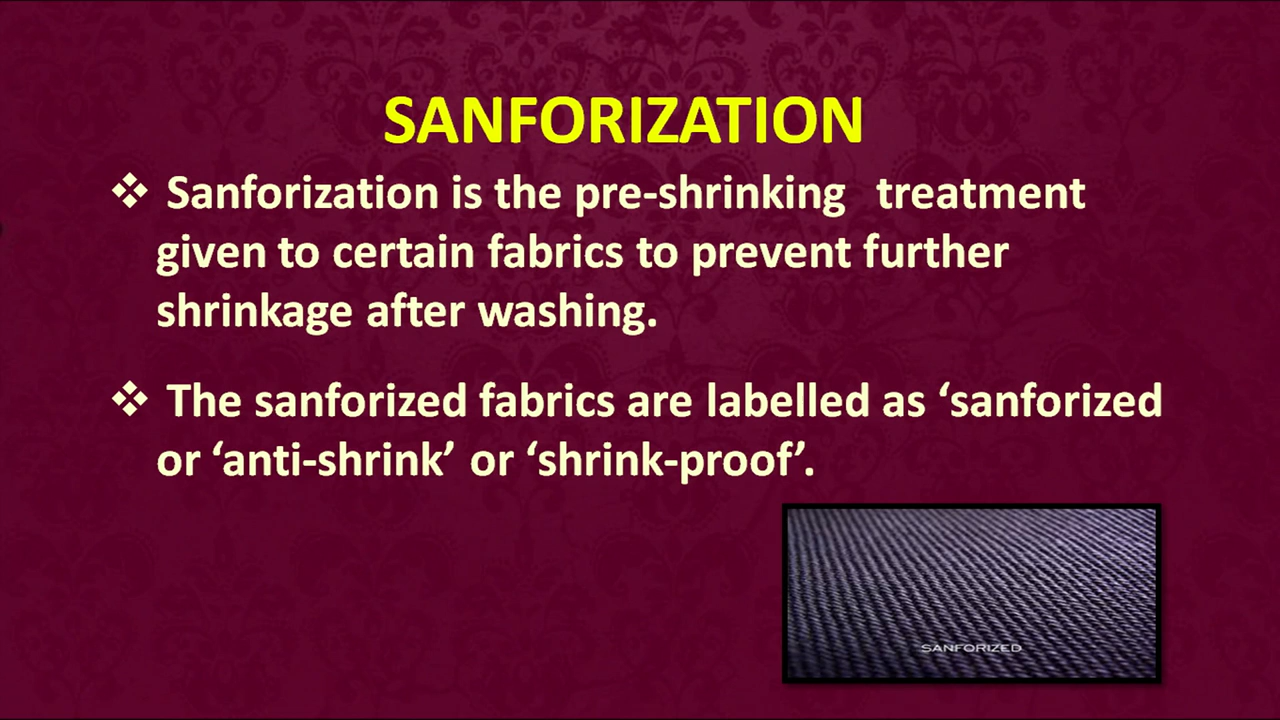 SANFORIZATION
❖ Sanforization is the pre-shrinking treatment
given to certain fabrics to prevent further
shrinkage after washing.
❖ The sanforized fabrics are labelled as ‘sanforized
or ‘anti-shrink’ or ‘shrink-proof’.
SANFORIZED